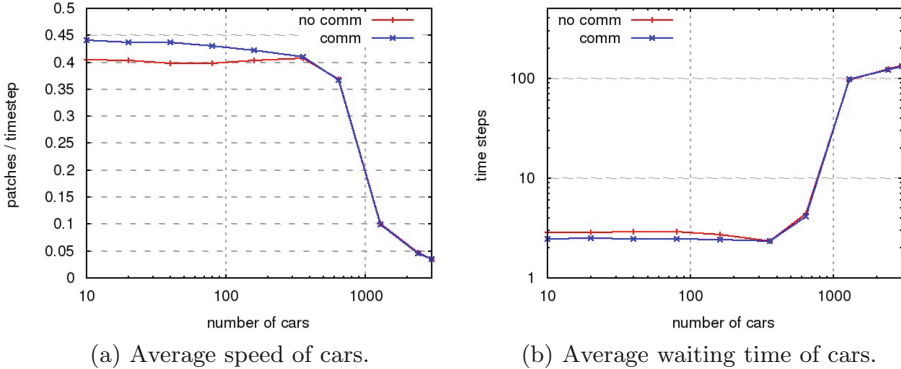 0.5
0.45
0.4
0.35
0.3
0.25
0.2
0.15
0.1
0.05
0
patches / timestep
no comm
comm
10 100 1000
number of cars
(a) Average speed of cars.
100
10
1
time steps
no comm
comm
10 100 1000
number of cars
(b) Average waiting time of cars.